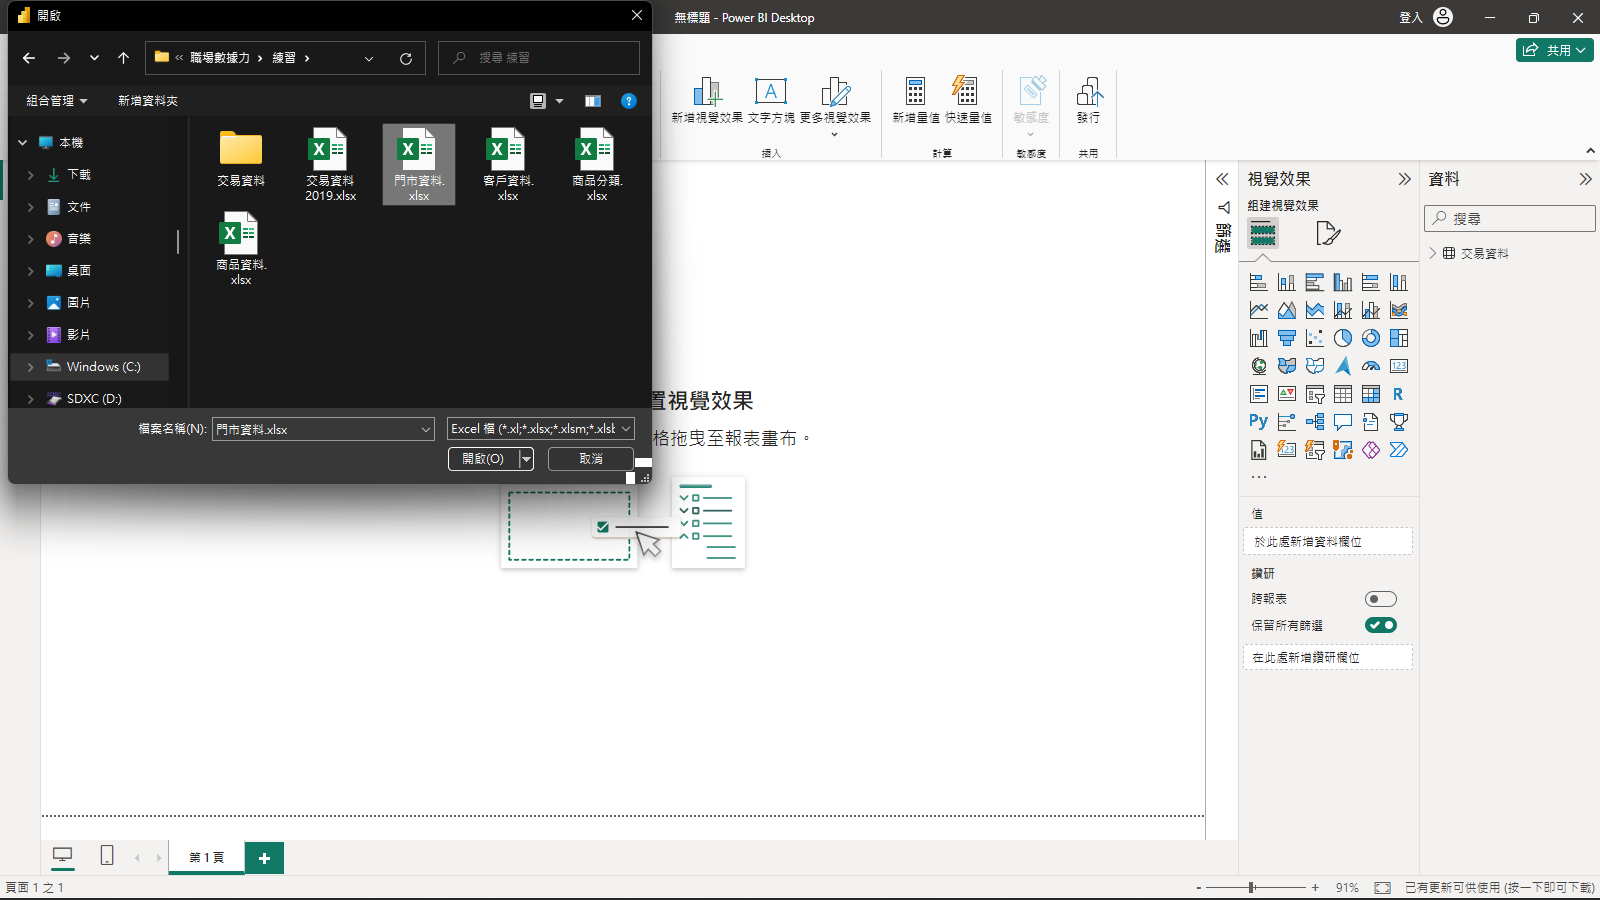 開啟
無標題 - Power BI Desktop
登入
職場數據力
練習
搜尋 練習
共用
組合管理
新增資料夾
本機
下載
文件
音樂
桌面
圖片
影片
Windows (C:)
SDXC (D:)
交易資料
交易資料
2019.xlsx
門市資料.
xlsx
客戶資料.
xlsx
商品分類.
xlsx
商品資料.
xlsx
檔案名稱(N):
門市資料.xlsx
Excel 檔 (*.xl;*.xlsx;*.xlsm;*.xlsb
開啟(O)
取消
新增視覺效果
文字方塊
更多視覺效果
插入
新增量值
快速量值
計算
敏感度
敏感度
發行
共用
置視覺效果
格拖曳至報表畫布。
篩選
視覺效果
組建視覺效果
R
Py
123
值
於此處新增資料欄位
鑽研
跨報表
保留所有篩選
在此處新增鑽研欄位
資料
搜尋
交易資料
第 1 頁
頁面 1 之 1
91%
已有更新可供使用 (按一下即可下載)